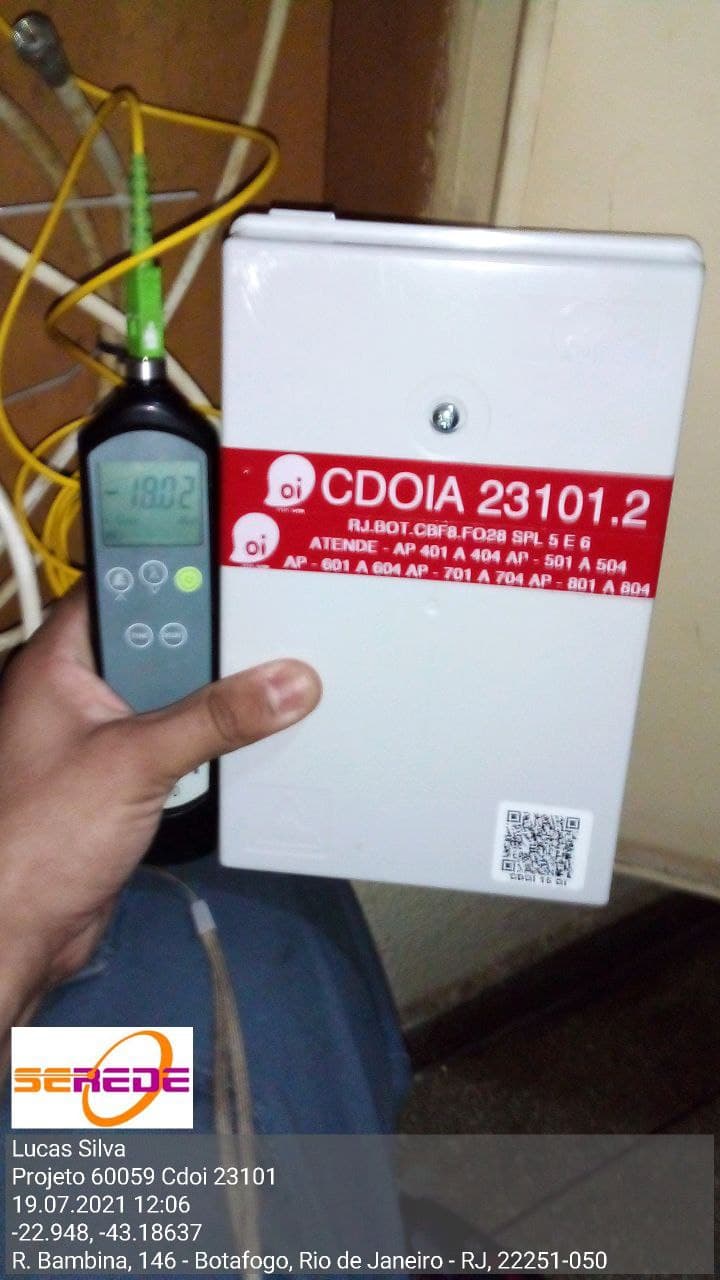 -18.02
oi
CDOIA 23101.2
oi
RJ.BOT.CBF8.FO28 SPL 5 E 6
ATENDE - AP 401 A 404 AP - 501 A 504
AP - 601 A 604 AP - 701 A 704 AP - 801 A 804
SEREDE
Lucas Silva
Projeto 60059 Cdoi 23101
19.07.2021 12:06
-22.948, -43.18637
R. Bambina, 146 - Botafogo, Rio de Janeiro - RJ, 22251-050